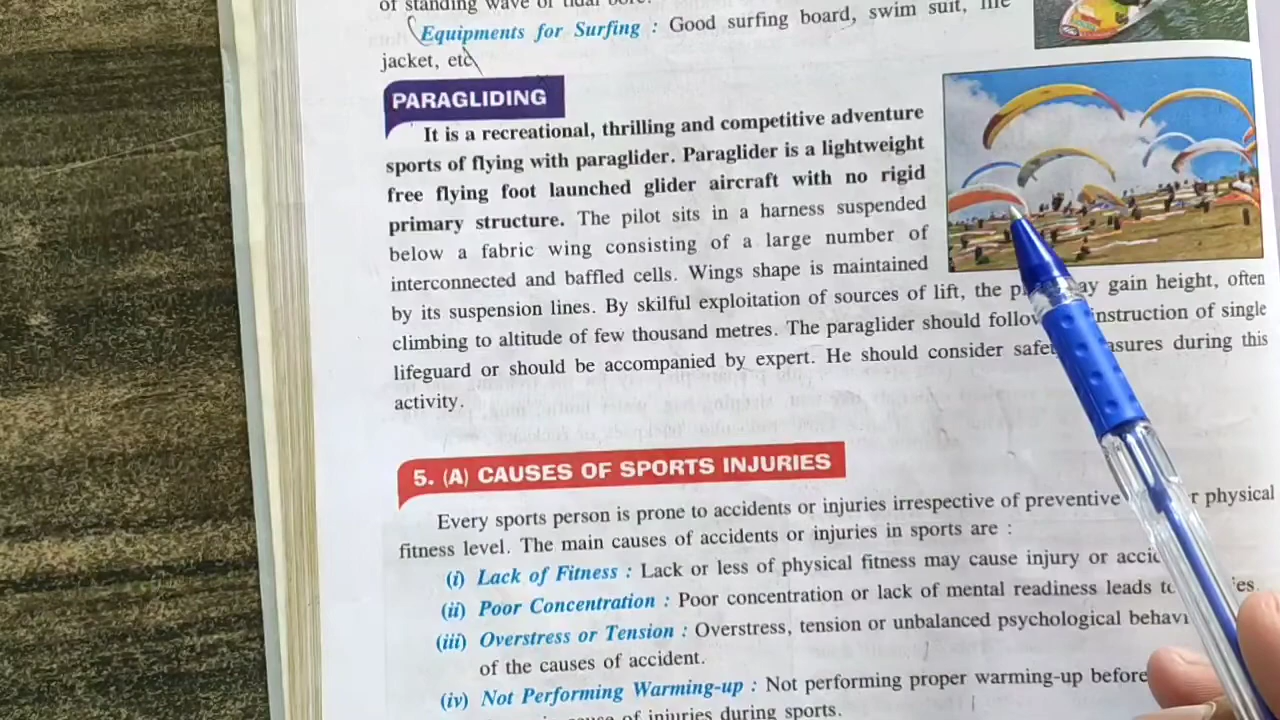 of standing wave or tidal bore.
Equipments for Surfing : Good surfing board, swim suit, life
jacket, etc
PARAGLIDING
It is a recreational, thrilling and competitive adventure
sports of flying with paraglider. Paraglider is a lightweight
free flying foot launched glider aircraft with no rigid
primary structure. The pilot sits in a harness suspended
below a fabric wing consisting of a large number of
interconnected and baffled cells. Wings shape is maintained
by its suspension lines. By skilful exploitation of sources of lift, the ay gain height, often
climbing to altitude of few thousand metres. The paraglider should follow instruction of single
lifeguard or should be accompanied by expert. He should consider safety during this
activity.
5. (A) CAUSES OF SPORTS INJURIES
Every sports person is prone to accidents or injuries irrespective of preventive r physical
fitness level. The main causes of accidents or injuries in sports are :
(i) Lack of Fitness : Lack or less of physical fitness may cause injury or
(ii) Poor Concentration : Poor concentration or lack of mental readiness leads
(iii) Overstress or Tension : Overstress, tension or unbalanced psychological
of the causes of accident.
(iv) Not Performing Warming-up : Not performing proper warming-up before
of injuries during sports.